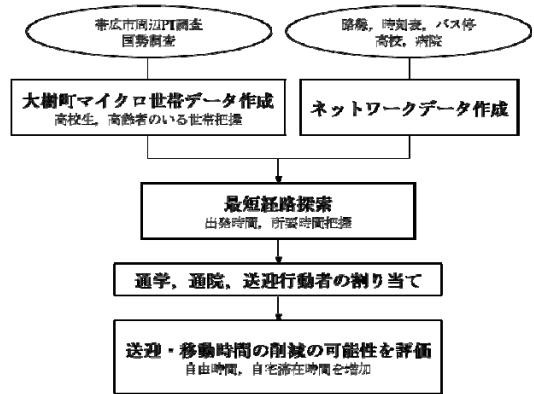 帯広市周辺PT調査
国勢調査
路線，時刻表，バス停
高校，病院
大樹町マイクロ世帯データ作成
高校生，高齢者のいる世帯把握
ネットワークデータ作成
最短経路探索
出発時間，所要時間把握
通学，通院，送迎行動者の割り当て
送迎・移動時間の削減の可能性を評価
自由時間，自宅滞在時間を増加